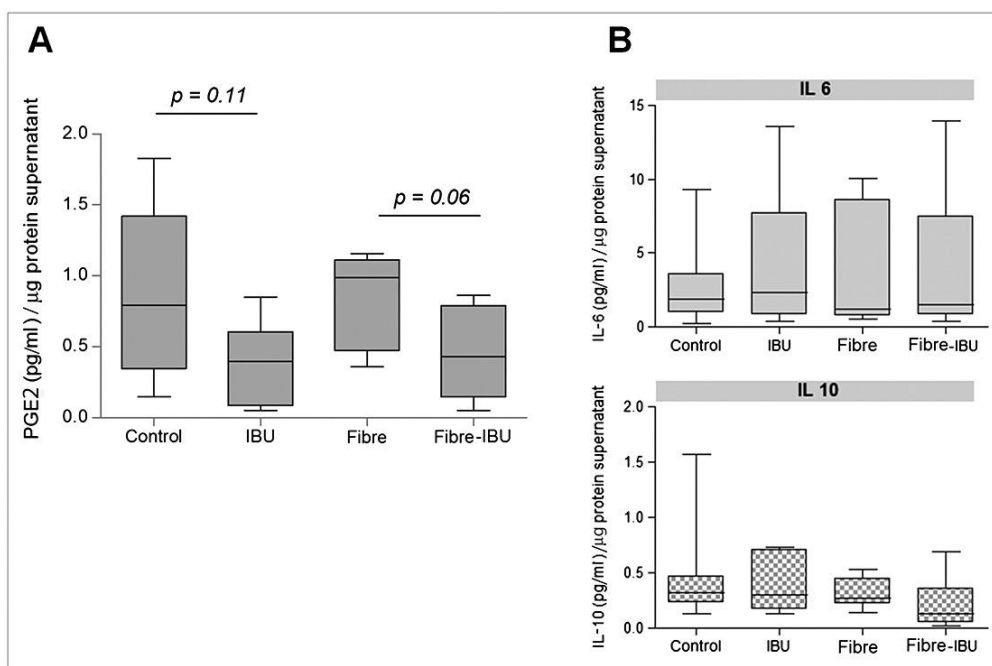 A
PGE2 (pg/ml) / μg protein supernatant
p = 0.11
p = 0.06
2.0
1.5
1.0
0.5
0.0
Control IBU Fibre Fibre-IBU
B
IL 6
IL-6 (pg/ml) / μg protein supernatant
15
10
5
0
Control IBU Fibre Fibre-IBU
IL 10
IL-10 (pg/ml) /μg protein supernatant
2.0
1.5
1.0
0.5
0.0
Control IBU Fibre Fibre-IBU